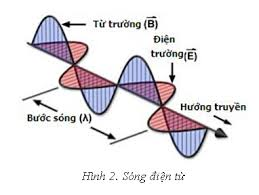 Từ trường (B⃗)
Điện
trường(E⃗)
Hướng truyền
Bước sóng (λ)
Hình 2. Sóng điện từ